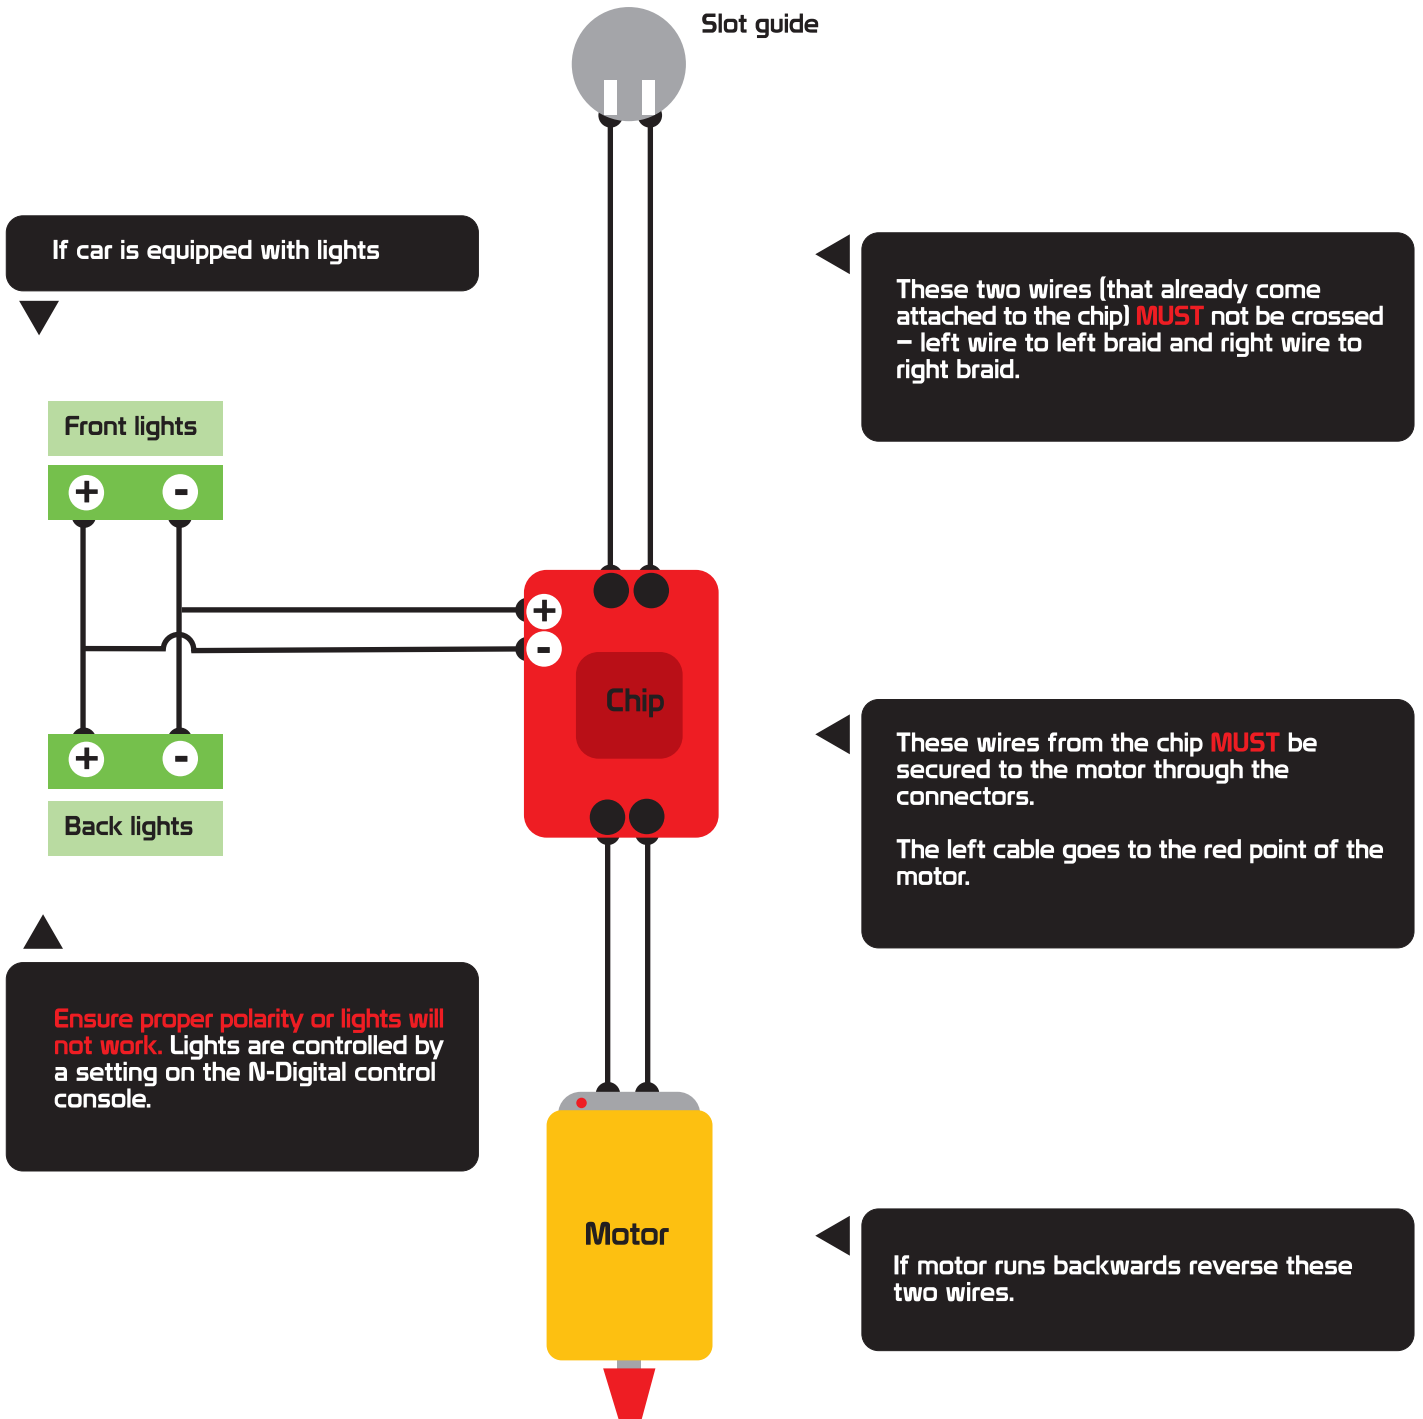 Slot guide
If car is equipped with lights
These two wires (that already come
attached to the chip) MUST not be crossed
– left wire to left braid and right wire to
right braid.
Front lights
+ -
+
-
Chip
These wires from the chip MUST be
secured to the motor through the
connectors.
The left cable goes to the red point of the
motor.
+ -
Back lights
Ensure proper polarity or lights will
not work. Lights are controlled by
a setting on the N-Digital control
console.
Motor
If motor runs backwards reverse these
two wires.